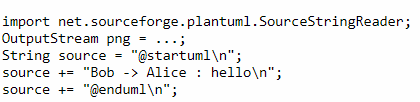 import net.sourceforge.plantuml.SourceStringReader;
OutputStream png = ...;
String source = "@startuml\n";
source += "Bob -> Alice : hello\n";
source += "@enduml\n";